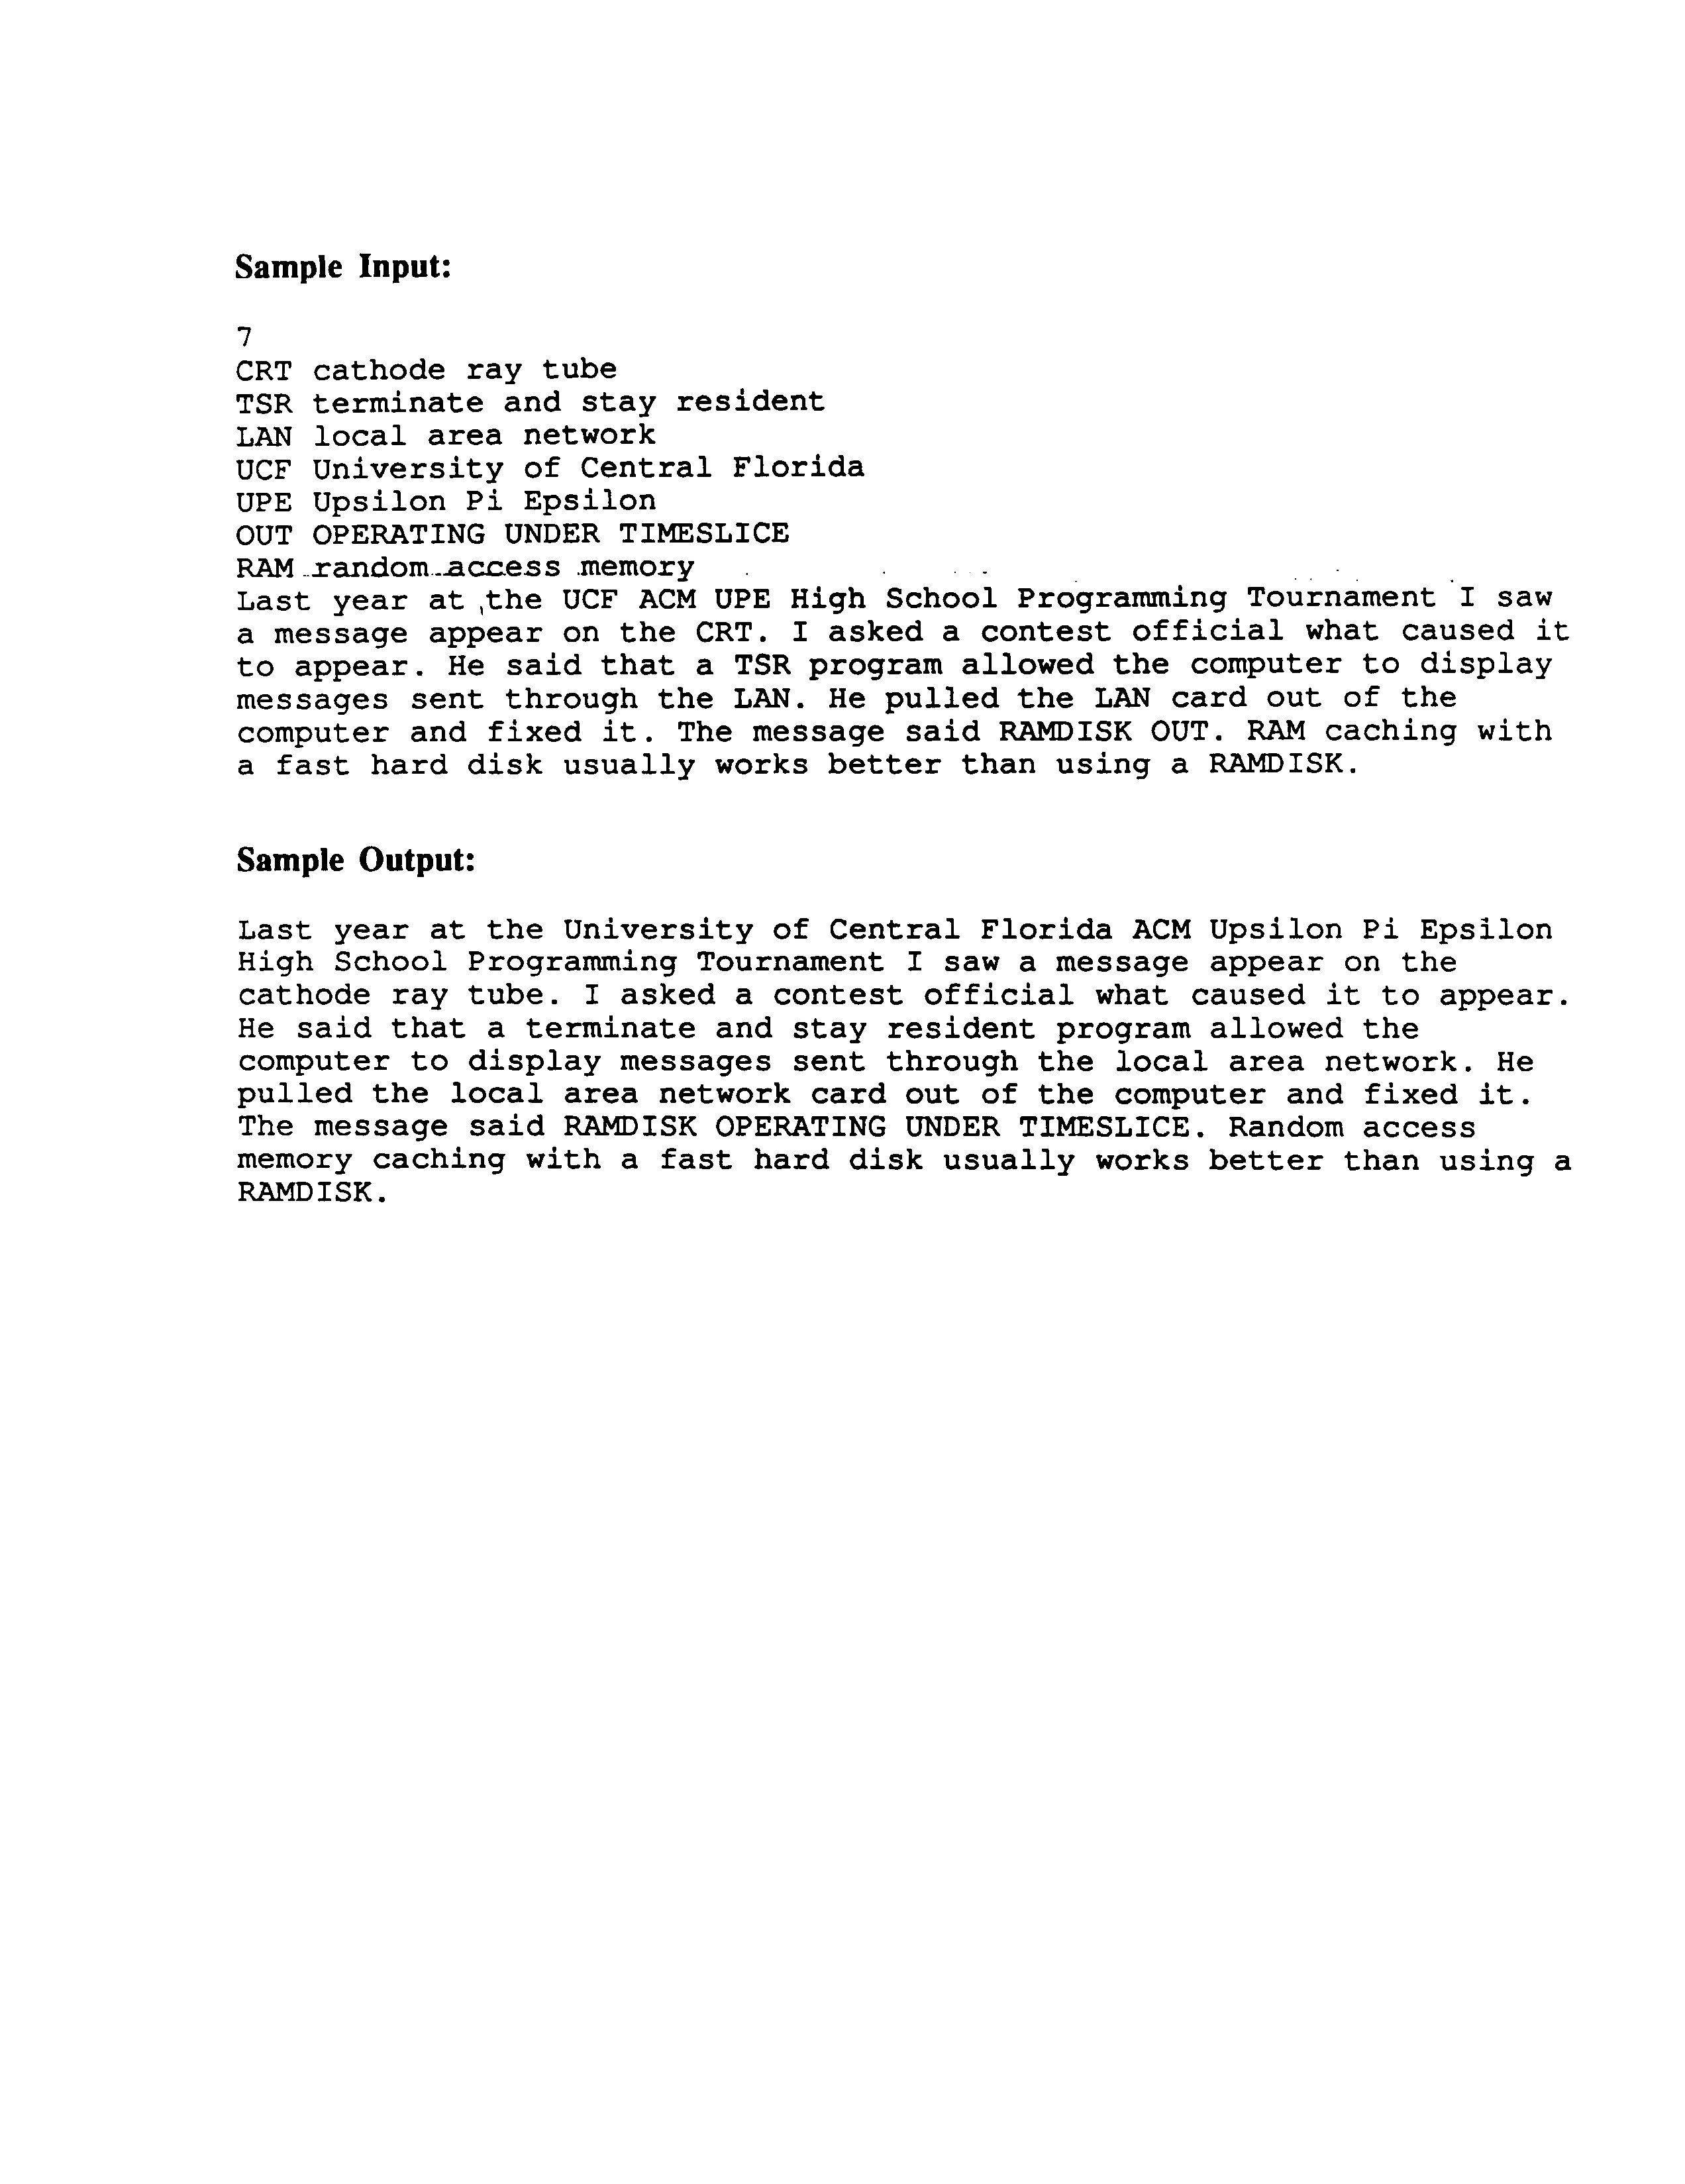 Sample Input:
7
CRT cathode ray tube
TSR terminate and stay resident
LAN local area network
UCF University of Central Florida
UPE Upsilon Pi Epsilon
OUT OPERATING UNDER TIMESLICE
RAM random access memory
Last year at the UCF ACM UPE High School Programming Tournament I saw
a message appear on the CRT. I asked a contest official what caused it
to appear. He said that a TSR program allowed the computer to display
messages sent through the LAN. He pulled the LAN card out of the
computer and fixed it. The message said RAMDISK OUT. RAM caching with
a fast hard disk usually works better than using a RAMDISK.
Sample Output:
Last year at the University of Central Florida ACM Upsilon Pi Epsilon
High School Programming Tournament I saw a message appear on the
cathode ray tube. I asked a contest official what caused it to appear.
He said that a terminate and stay resident program allowed the
computer to display messages sent through the local area network. He
pulled the local area network card out of the computer and fixed it.
The message said RAMDISK OPERATING UNDER TIMESLICE. Random access
memory caching with a fast hard disk usually works better than using a
RAMDISK.